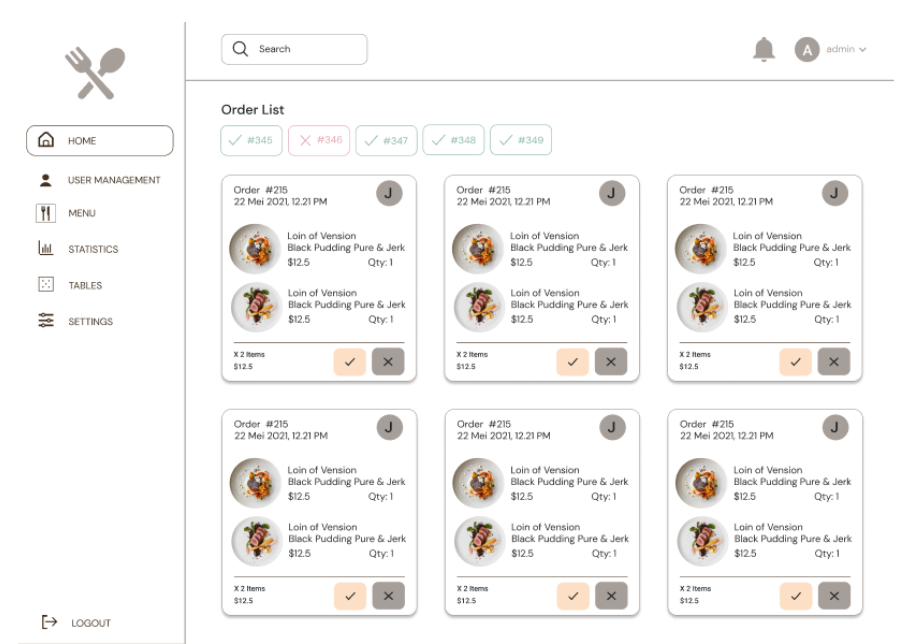 Search
A
admin
HOME
USER MANAGEMENT
MENU
STATISTICS
TABLES
SETTINGS
LOGOUT
Order List
#345
#346
#347
#348
#349
Order #215
22 Mei 2021, 12.21 PM
J
Loin of Vension
Black Pudding Pure & Jerk
$12.5 Qty: 1
Loin of Vension
Black Pudding Pure & Jerk
$12.5 Qty: 1
X 2 Items
$12.5
Order #215
22 Mei 2021, 12.21 PM
J
Loin of Vension
Black Pudding Pure & Jerk
$12.5 Qty: 1
Loin of Vension
Black Pudding Pure & Jerk
$12.5 Qty: 1
X 2 Items
$12.5
Order #215
22 Mei 2021, 12.21 PM
J
Loin of Vension
Black Pudding Pure & Jerk
$12.5 Qty: 1
Loin of Vension
Black Pudding Pure & Jerk
$12.5 Qty: 1
X 2 Items
$12.5
Order #215
22 Mei 2021, 12.21 PM
J
Loin of Vension
Black Pudding Pure & Jerk
$12.5 Qty: 1
Loin of Vension
Black Pudding Pure & Jerk
$12.5 Qty: 1
X 2 Items
$12.5
Order #215
22 Mei 2021, 12.21 PM
J
Loin of Vension
Black Pudding Pure & Jerk
$12.5 Qty: 1
Loin of Vension
Black Pudding Pure & Jerk
$12.5 Qty: 1
X 2 Items
$12.5
Order #215
22 Mei 2021, 12.21 PM
J
Loin of Vension
Black Pudding Pure & Jerk
$12.5 Qty: 1
Loin of Vension
Black Pudding Pure & Jerk
$12.5 Qty: 1
X 2 Items
$12.5